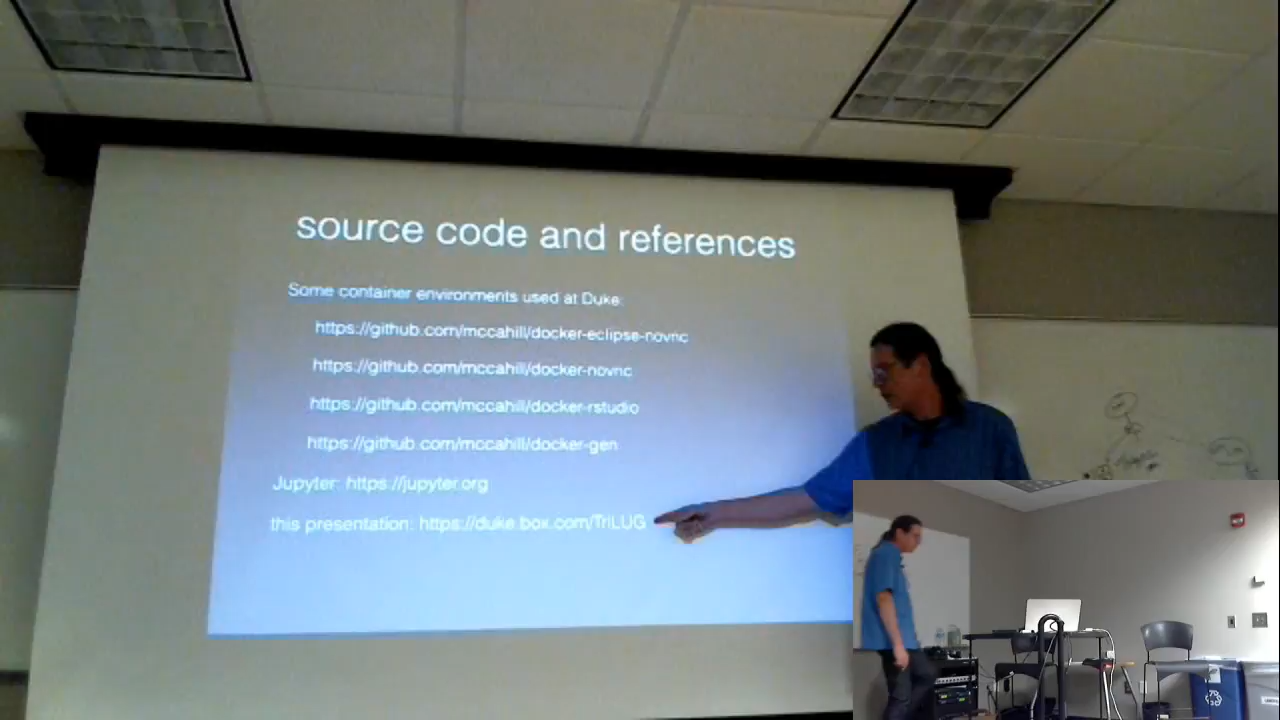 source code and references
Some container environments used at Duke:
https://github.com/mccahill/docker-eclipse-novnc
https://github.com/mccahill/docker-novnc
https://github.com/mccahill/docker-rstudio
https://github.com/mccahill/docker-gen
Jupyter: https://jupyter.org
this presentation: https://duke.box.com/TriLUG